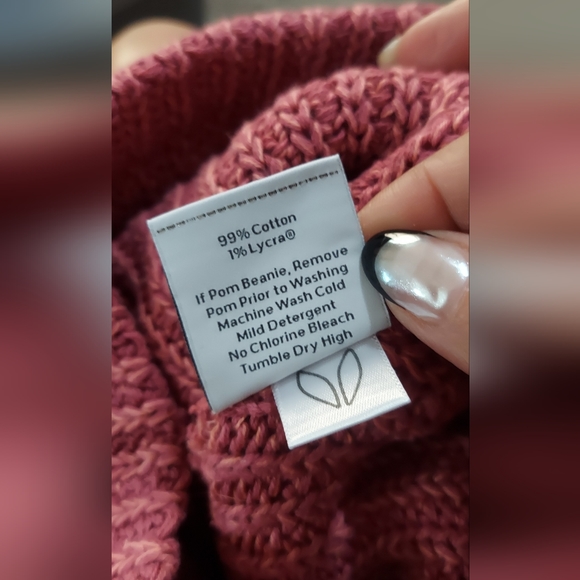 99% Cotton
1% Lycra®
If Pom Beanie, Remove
Pom Prior to Washing
Machine Wash Cold
Mild Detergent
No Chlorine Bleach
Tumble Dry High